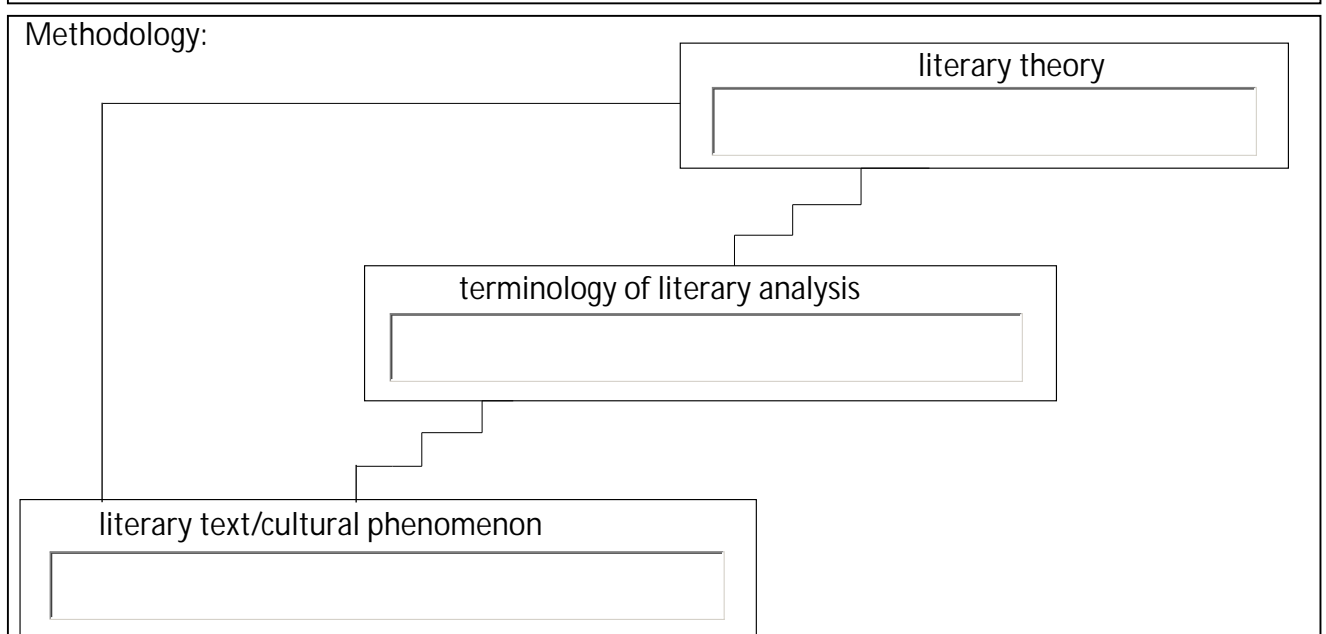 Methodology:
literary theory
terminology of literary analysis
literary text/cultural phenomenon